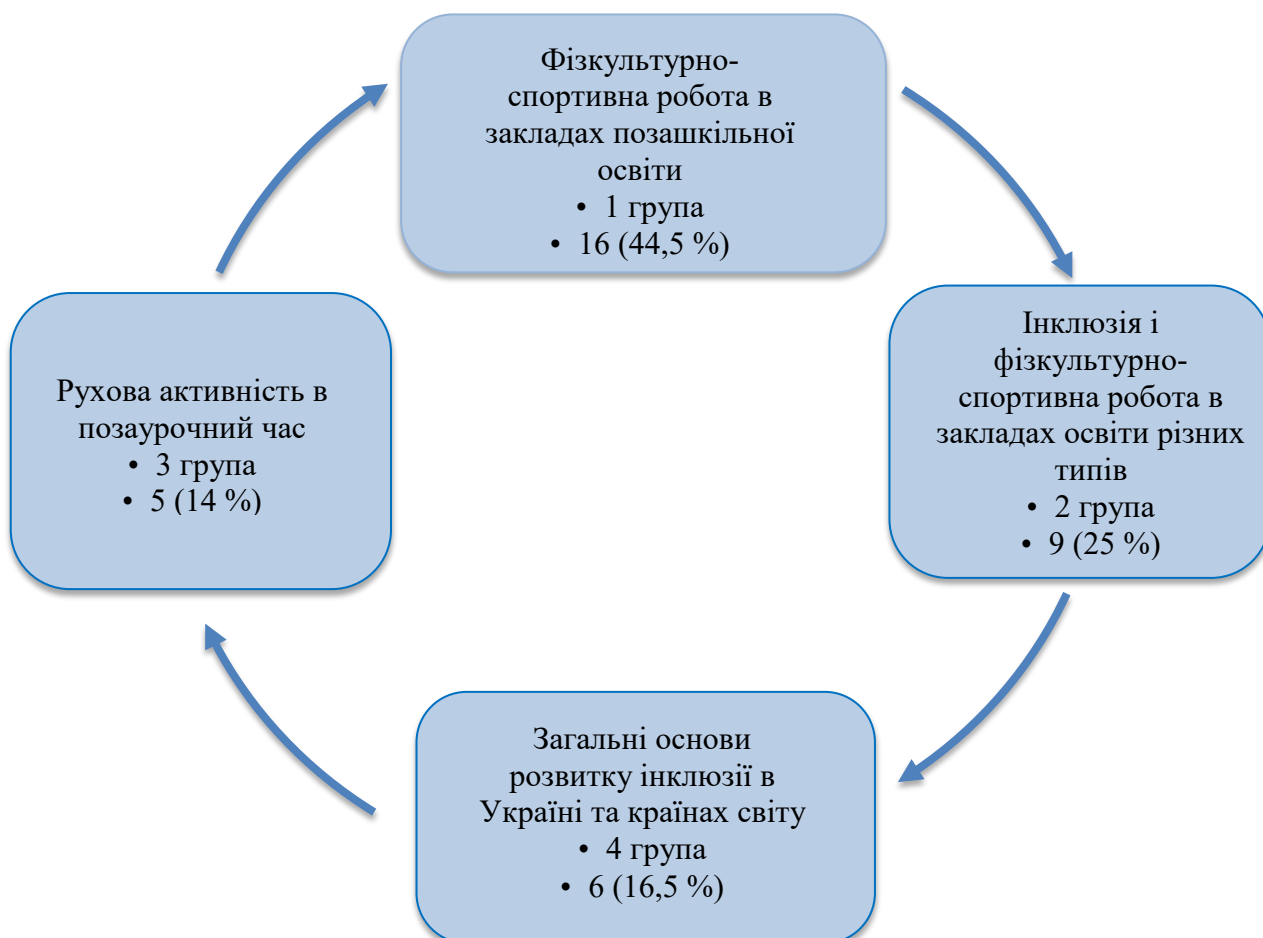 Фізкультурно-
спортивна робота в
закладах позашкільної
освіти
• 1 група
• 16 (44,5 %)
Інклюзія і
фізкультурно-
спортивна робота в
закладах освіти різних
типів
• 2 група
• 9 (25 %)
Загальні основи
розвитку інклюзії в
Україні та країнах світу
• 4 група
• 6 (16,5 %)
Рухова активність в
позаурочний час
• 3 група
• 5 (14 %)